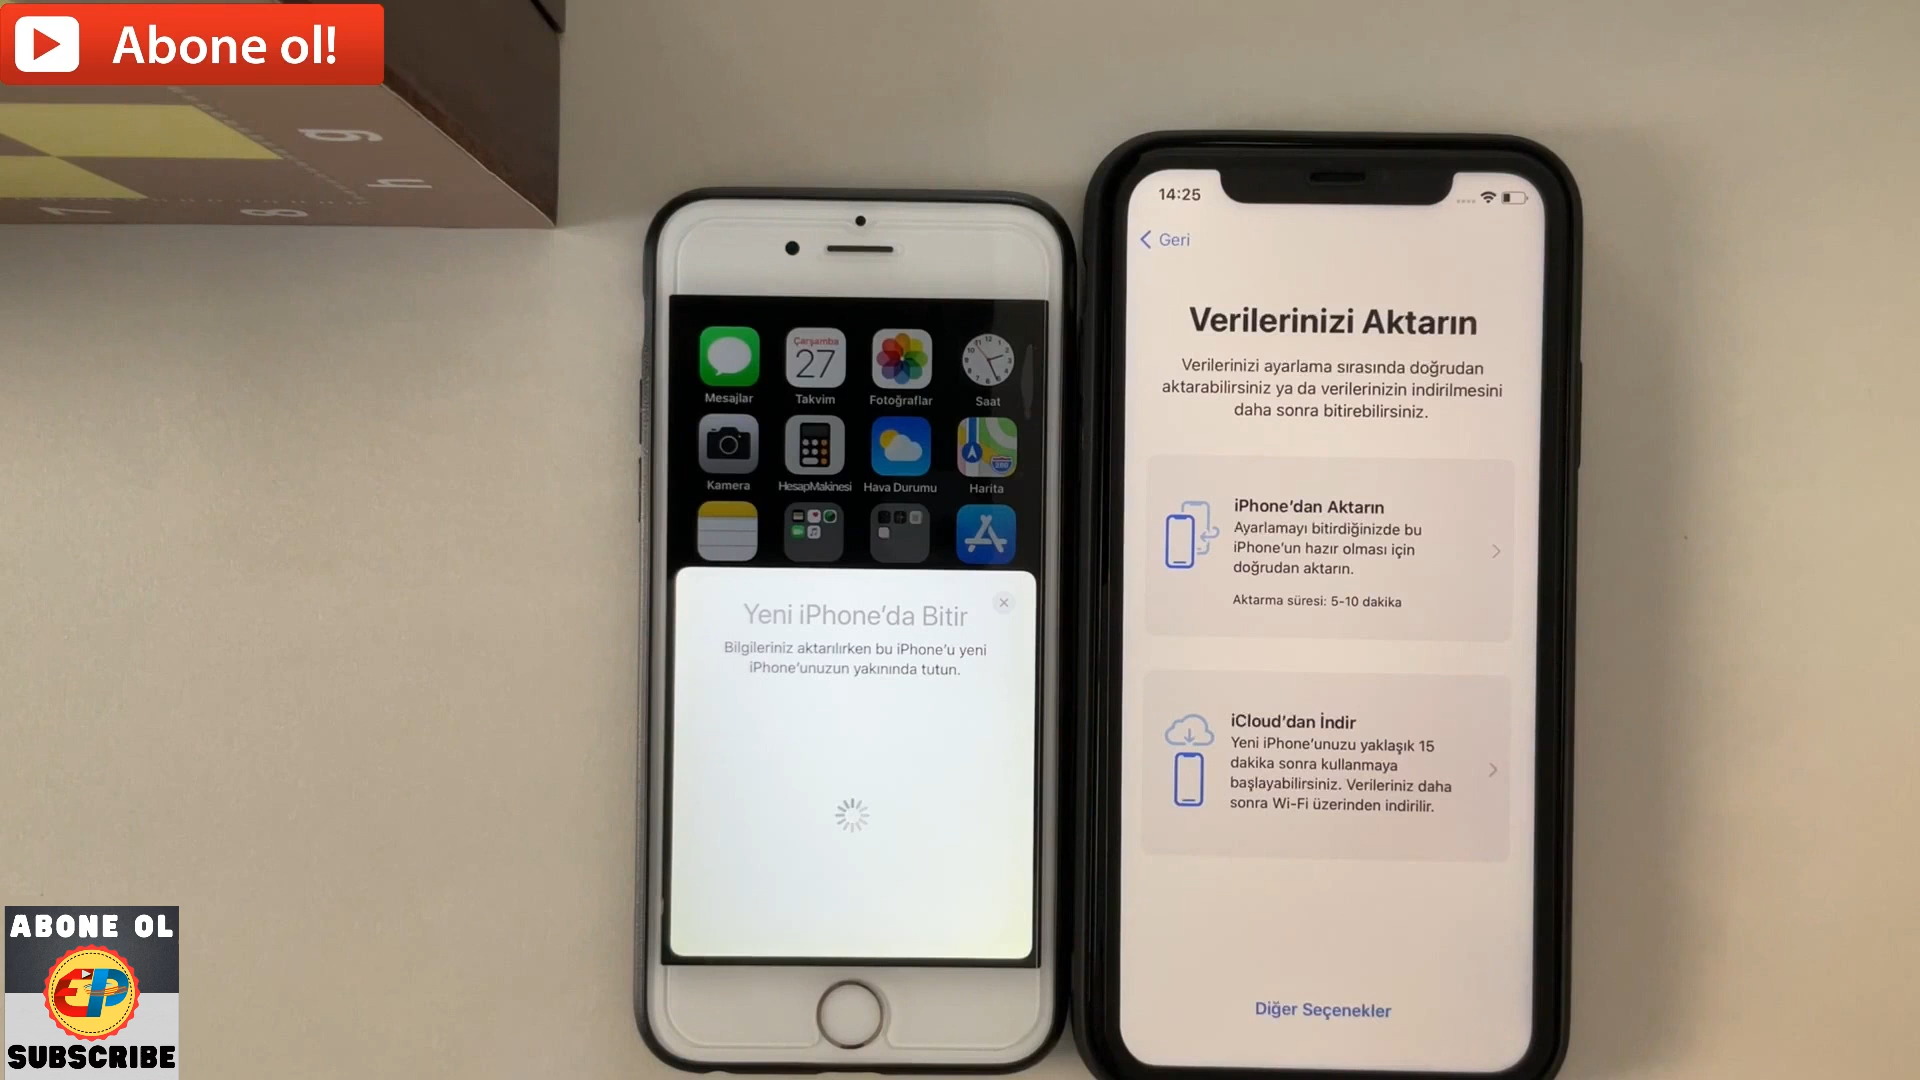 Abone ol!
g
h
7
8
Çarşamba
27
Mesajlar
Takvim
Fotoğraflar
Saat
Kamera
HesapMakinesi
Hava Durumu
Harita
Yeni iPhone’da Bitir
Bilgileriniz aktarılırken bu iPhone’u yeni
iPhone’unuzun yakınında tutun.
14:25
Geri
Verilerinizi Aktarın
Verilerinizi ayarlama sırasında doğrudan
aktarabilirsiniz ya da verilerinizin indirilmesini
daha sonra bitirebilirsiniz.
iPhone’dan Aktarın
Ayarlamayı bitirdiğinizde bu
iPhone’un hazır olması için
doğrudan aktarın.
Aktarma süresi: 5-10 dakika
iCloud’dan İndir
Yeni iPhone’unuzu yaklaşık 15
dakika sonra kullanmaya
başlayabilirsiniz. Verileriniz daha
sonra Wi-Fi üzerinden indirilir.
Diğer Seçenekler
ABONE OL
EP
SUBSCRIBE